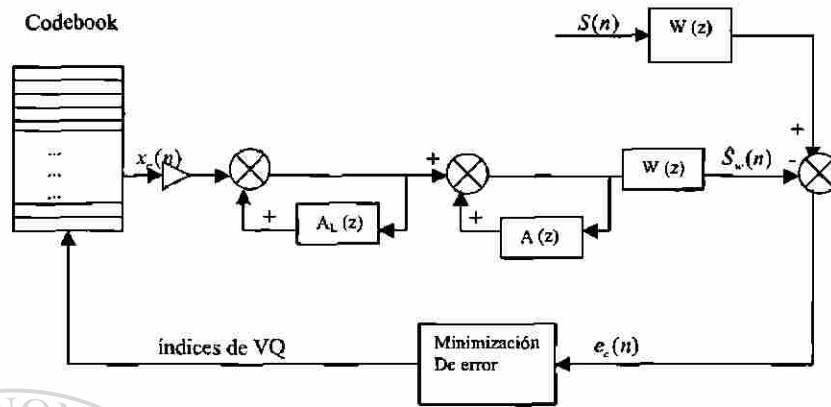 Codebook
S(n)
W (z)
+
...
...
...
x_c(n)
+
A_L (z)
+
+
A (z)
W (z)
Ŝ_w(n)
-
índices de VQ
Minimización
De error
e_c(n)